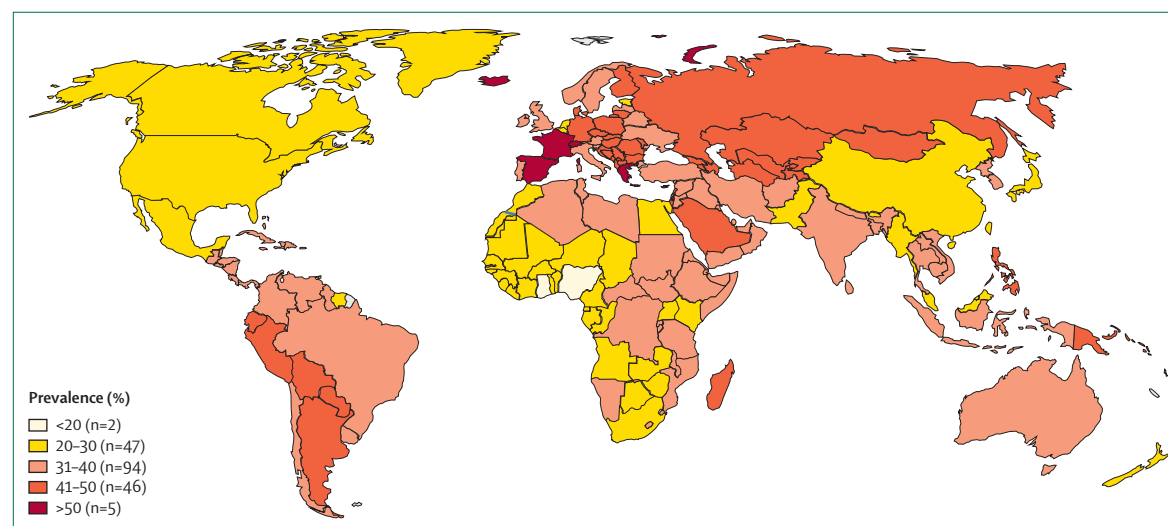 Prevalence (%)
<20 (n=2)
20–30 (n=47)
31–40 (n=94)
41–50 (n=46)
>50 (n=5)